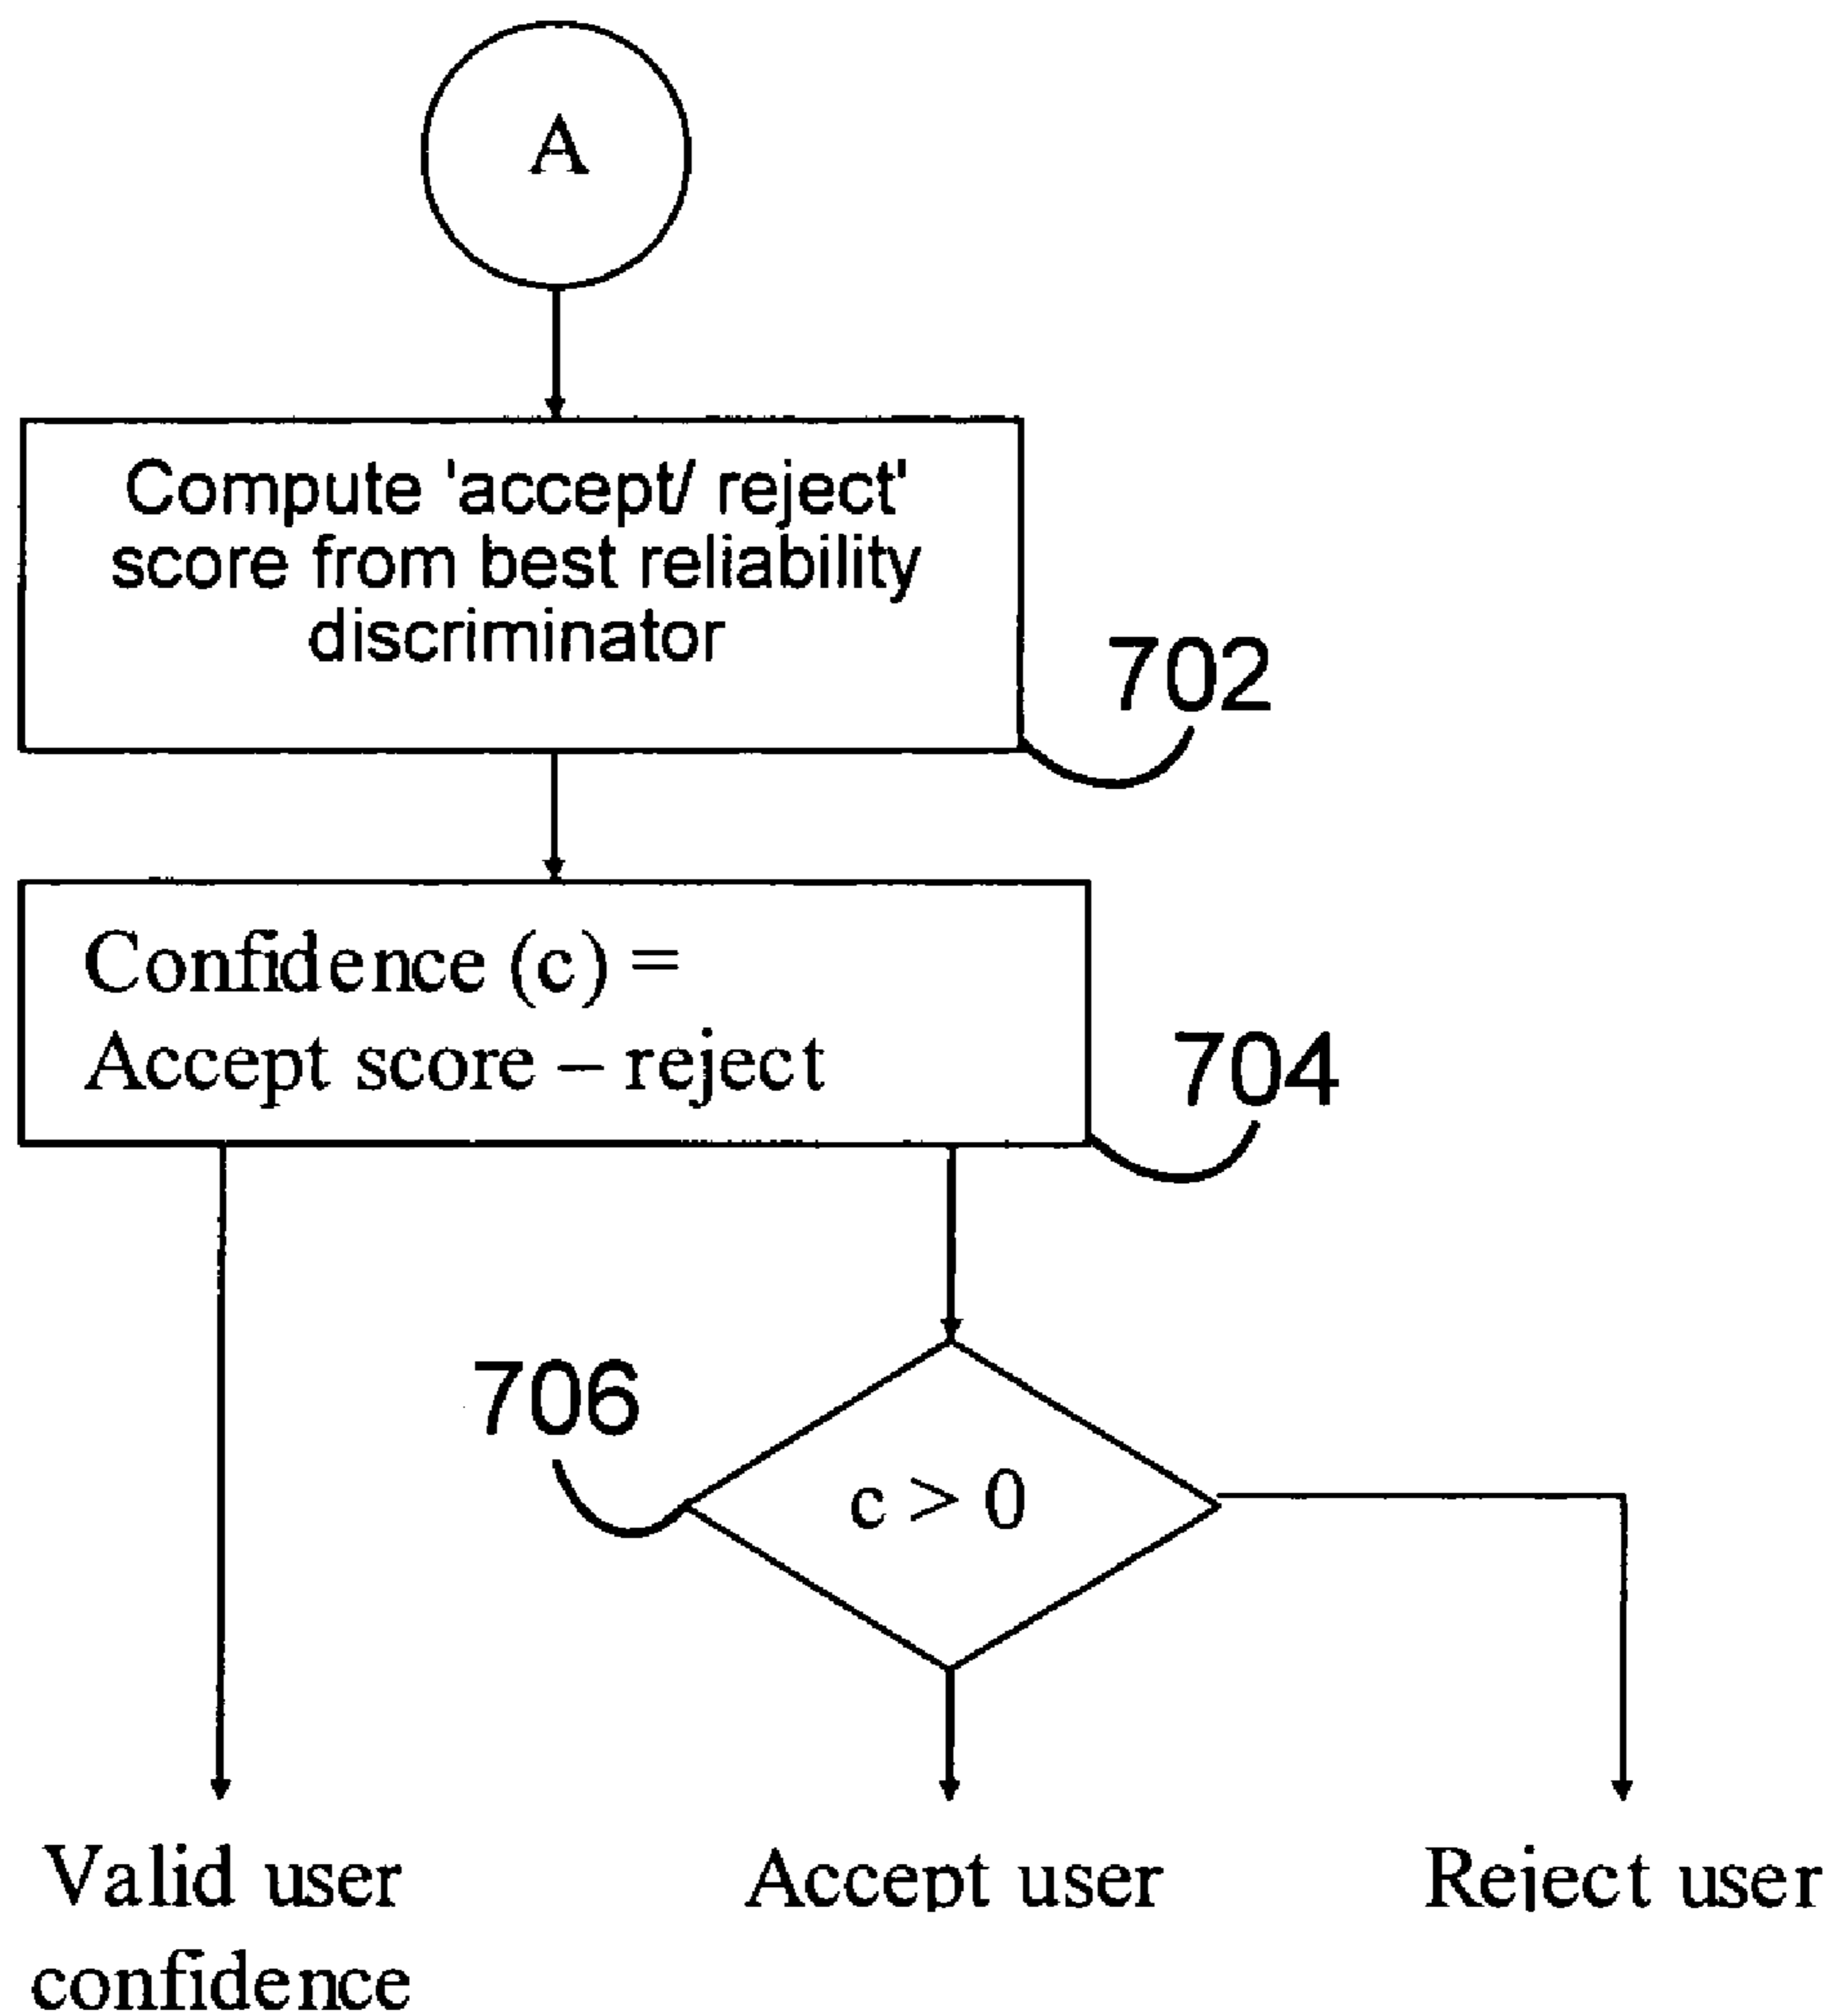 A
Compute 'accept/ reject'
score from best reliability
discriminator
702
Confidence (c) =
Accept score – reject
704
706
c > 0
Valid user
confidence
Accept user
Reject user